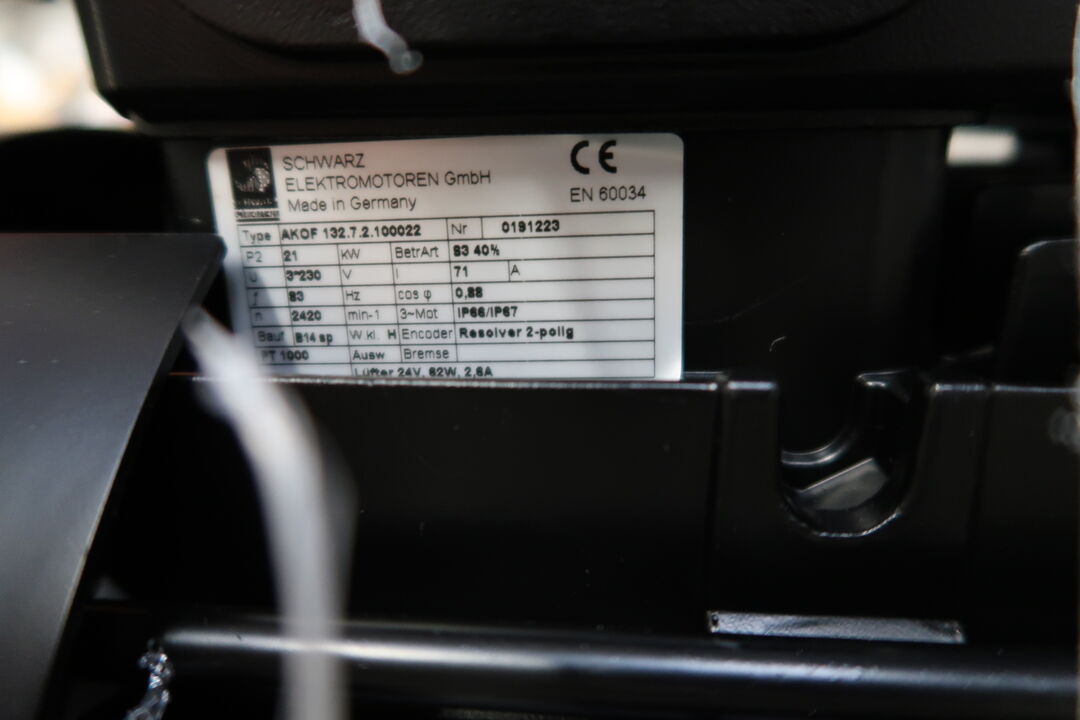 SCHWARZ
ELEKTROMOTOREN GmbH
Made in Germany
CE
EN 60034
Type AKOF 132.7.2.100022 Nr 0191223
P2 21 KW BetrArt S3 40%
U 3~230 V I 71 A
f 83 Hz cos φ 0,88
n 2420 min-1 3~Mot IP66/IP67
Bauf B14 sp W.kl. H Encoder Resolver 2-polig
PT 1000 Ausw Bremse
Lüfter 24V, 62W, 2,6A